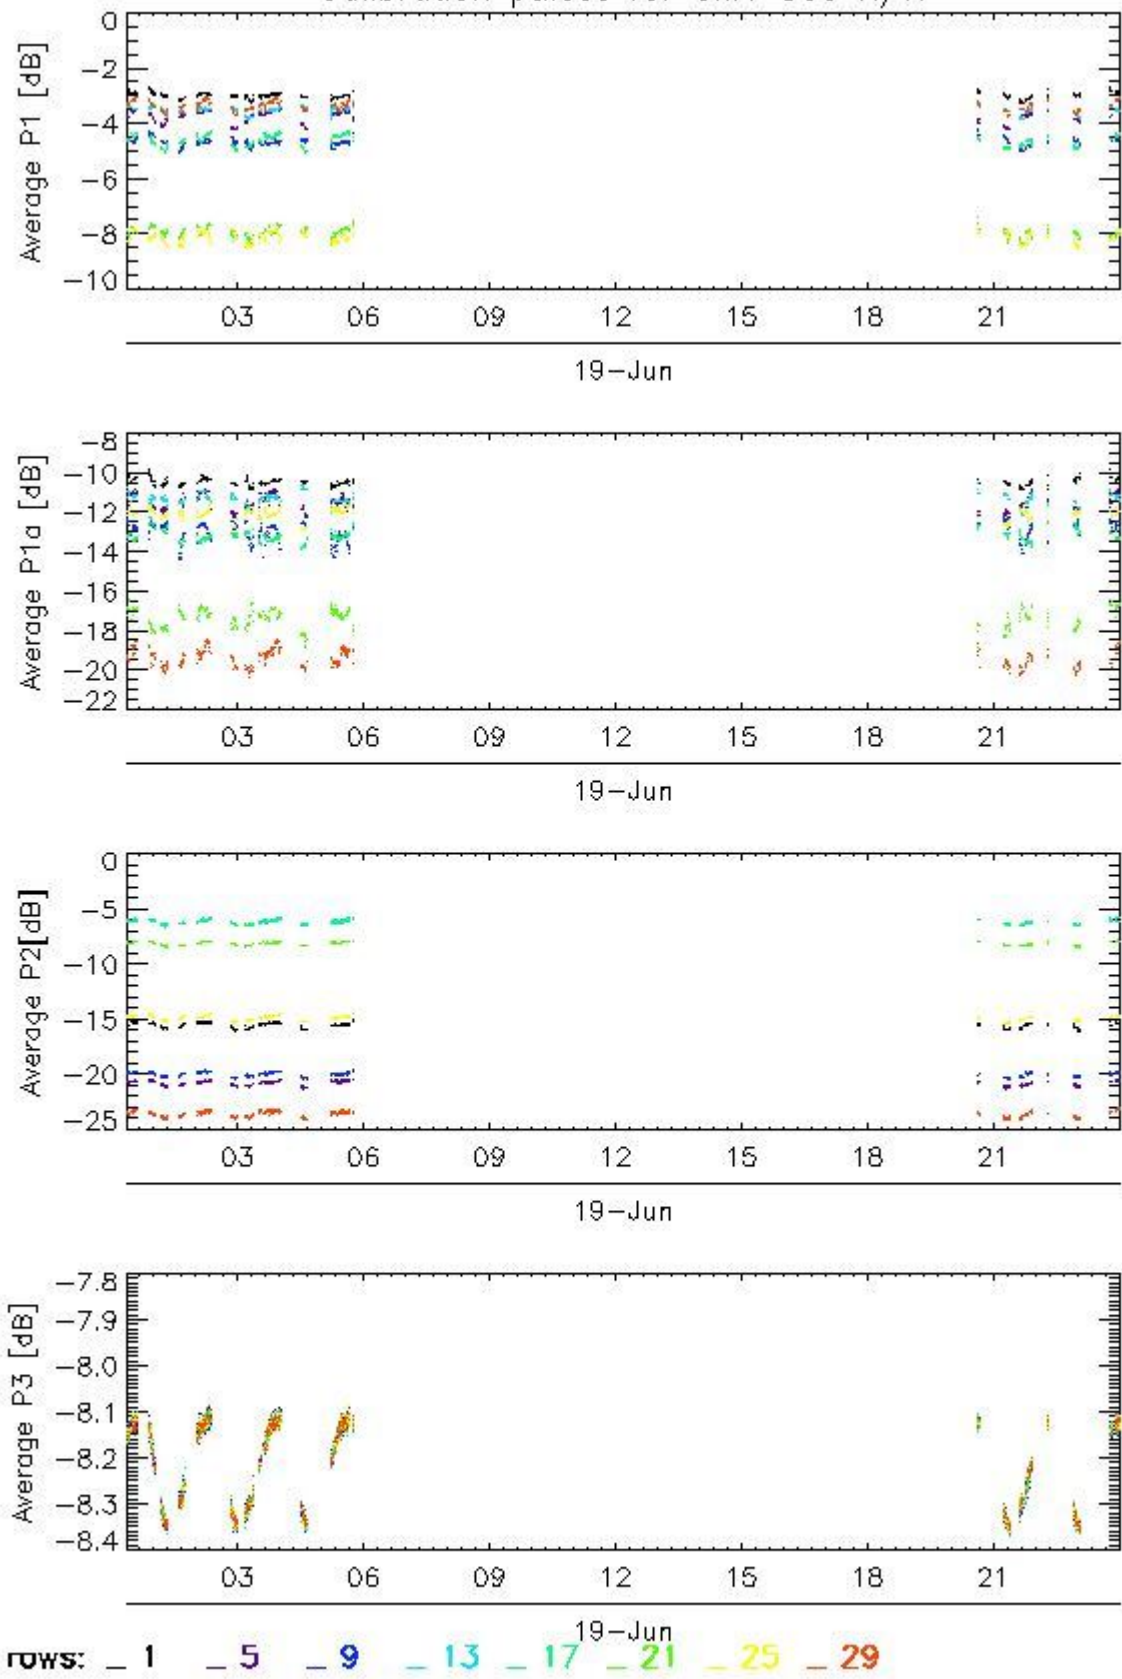 0
−2
−4
−6
−8
−10
Average P1 [dB]
03 06 09 12 15 18 21
19−Jun
−8
−10
−12
−14
−16
−18
−20
−22
Average P1a [dB]
03 06 09 12 15 18 21
19−Jun
0
−5
−10
−15
−20
−25
Average P2[dB]
03 06 09 12 15 18 21
19−Jun
−7.8
−7.9
−8.0
−8.1
−8.2
−8.3
−8.4
Average P3 [dB]
03 06 09 12 15 18 21
19−Jun
rows: _ 1 _ 5 _ 9 _ 13 _ 17 _ 21 _ 25 _ 29